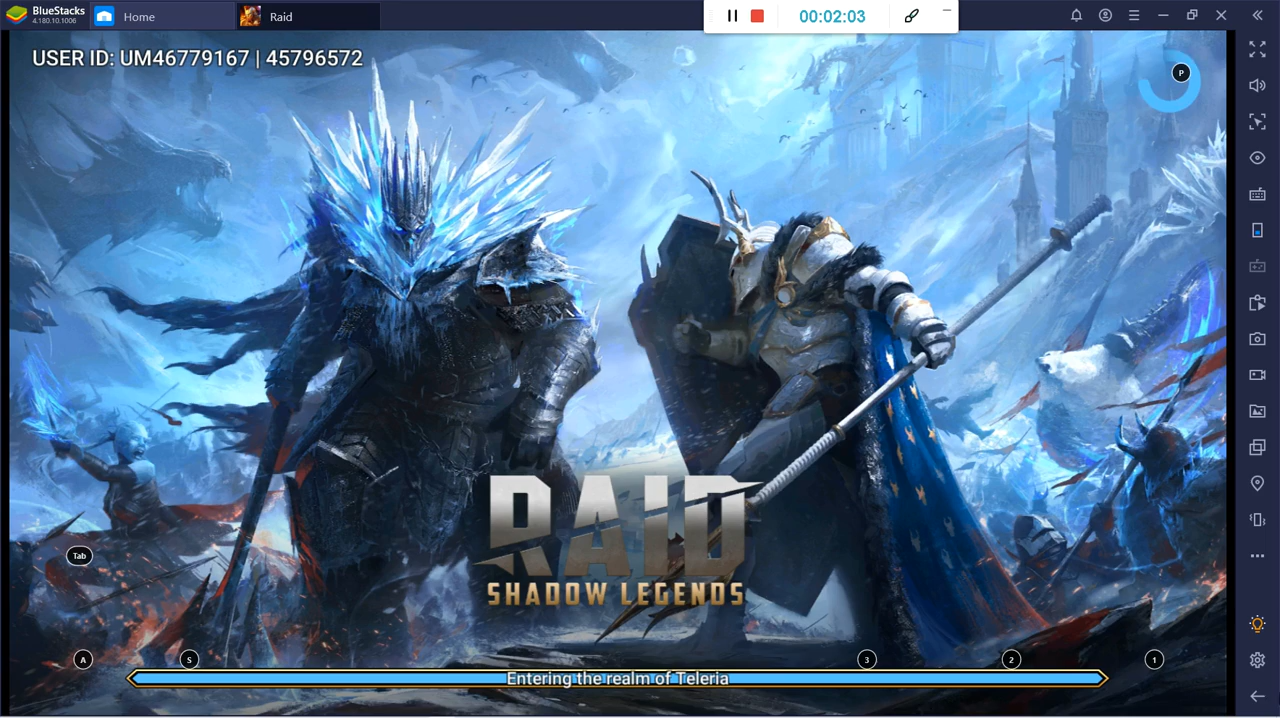 BlueStacks
4.180.10.1006
Home
Raid
00:02:03
USER ID: UM46779167 | 45796572
P
RAID
SHADOW LEGENDS
Tab
A
S
3
2
1
Entering the realm of Teleria